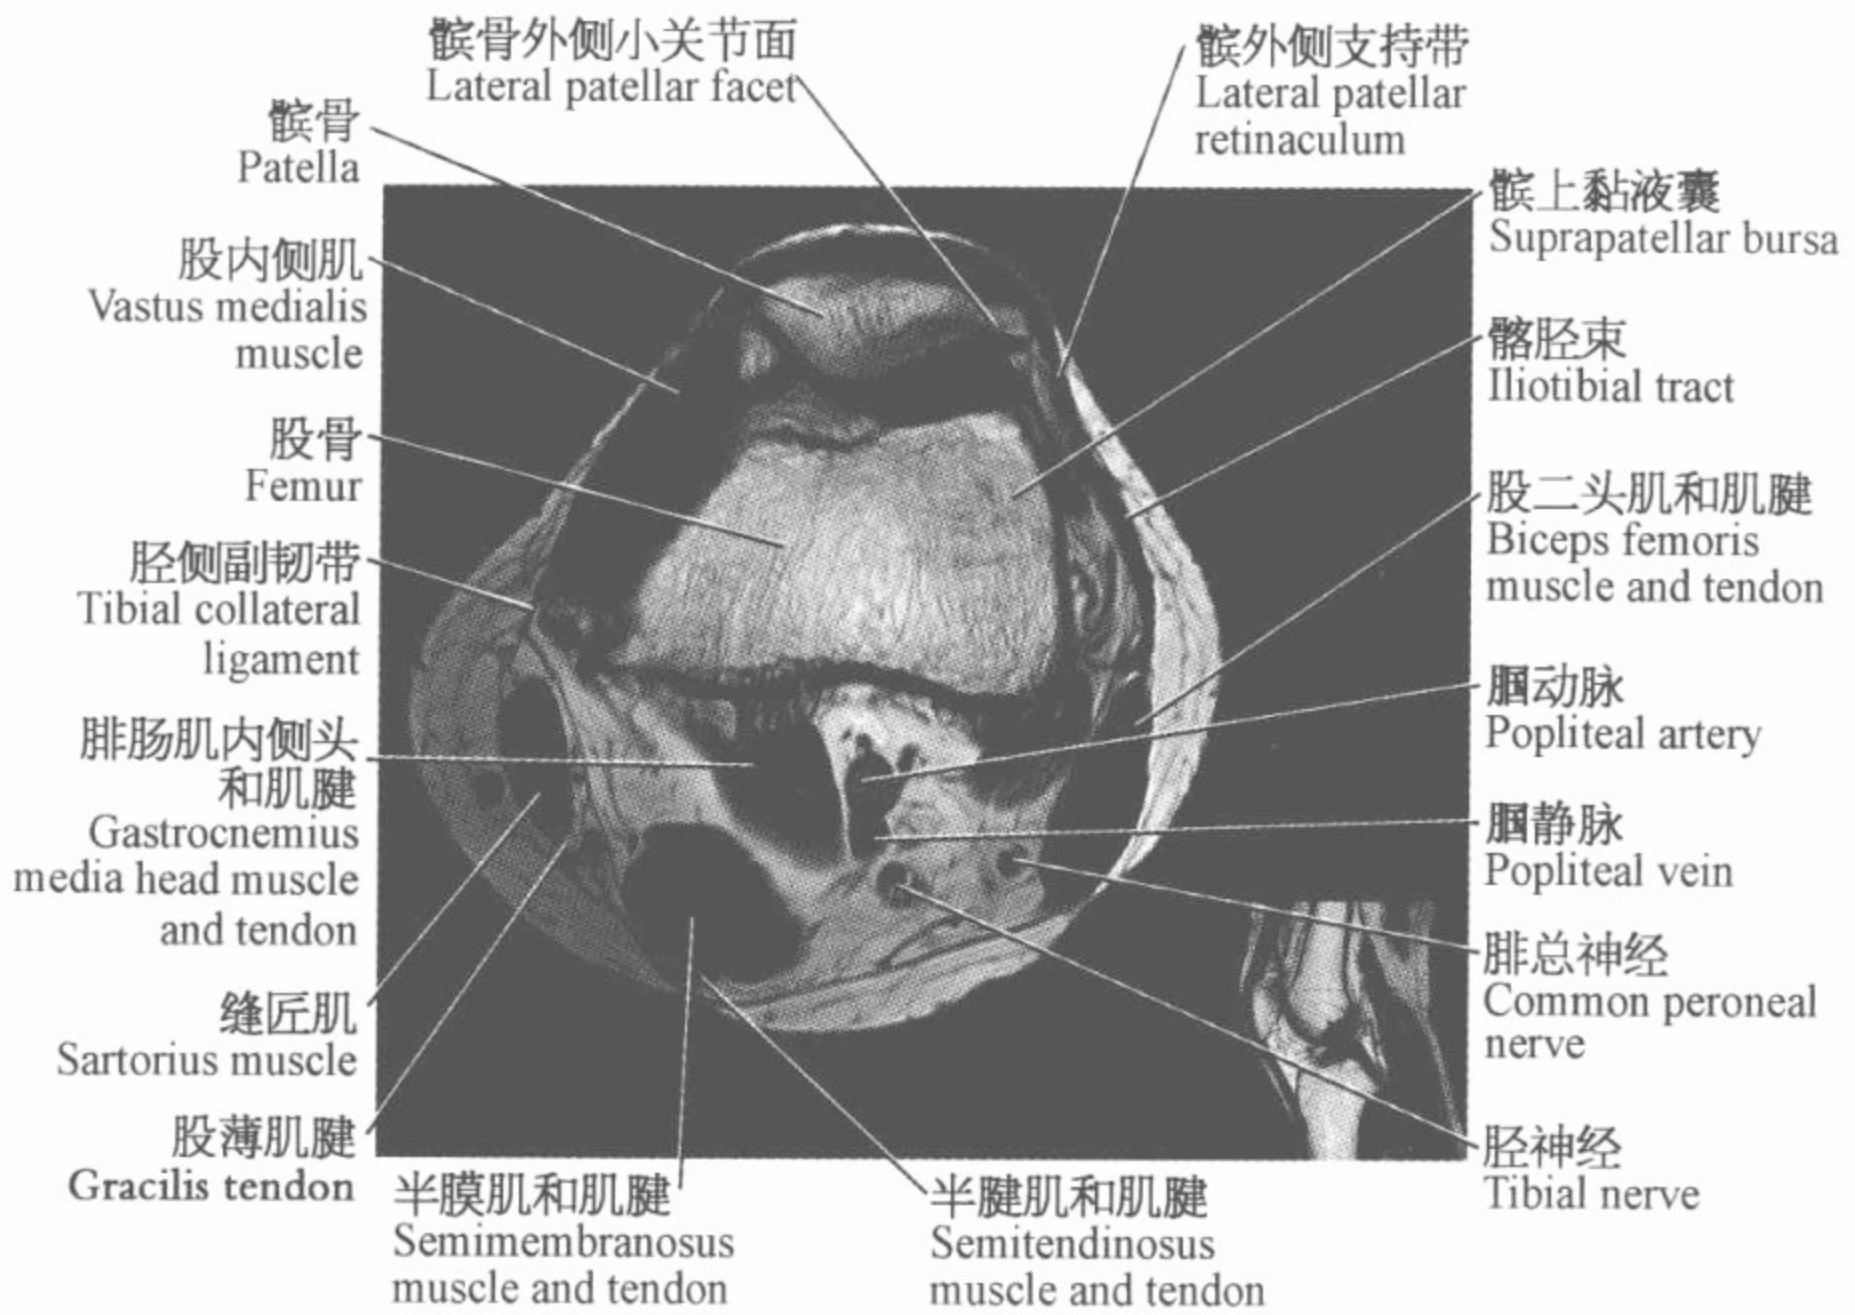 髌骨外侧小关节面
Lateral patellar facet
髌骨
Patella
股内侧肌
Vastus medialis
muscle
股骨
Femur
胫侧副韧带
Tibial collateral
ligament
腓肠肌内侧头
和肌腱
Gastrocnemius
media head muscle
and tendon
缝匠肌
Sartorius muscle
股薄肌腱
Gracilis tendon
半膜肌和肌腱
Semimembranosus
muscle and tendon
半腱肌和肌腱
Semitendinosus
muscle and tendon
髌外侧支持带
Lateral patellar
retinaculum
髌上黏液囊
Suprapatellar bursa
髂胫束
Iliotibial tract
股二头肌和肌腱
Biceps femoris
muscle and tendon
腘动脉
Popliteal artery
腘静脉
Popliteal vein
腓总神经
Common peroneal
nerve
胫神经
Tibial nerve